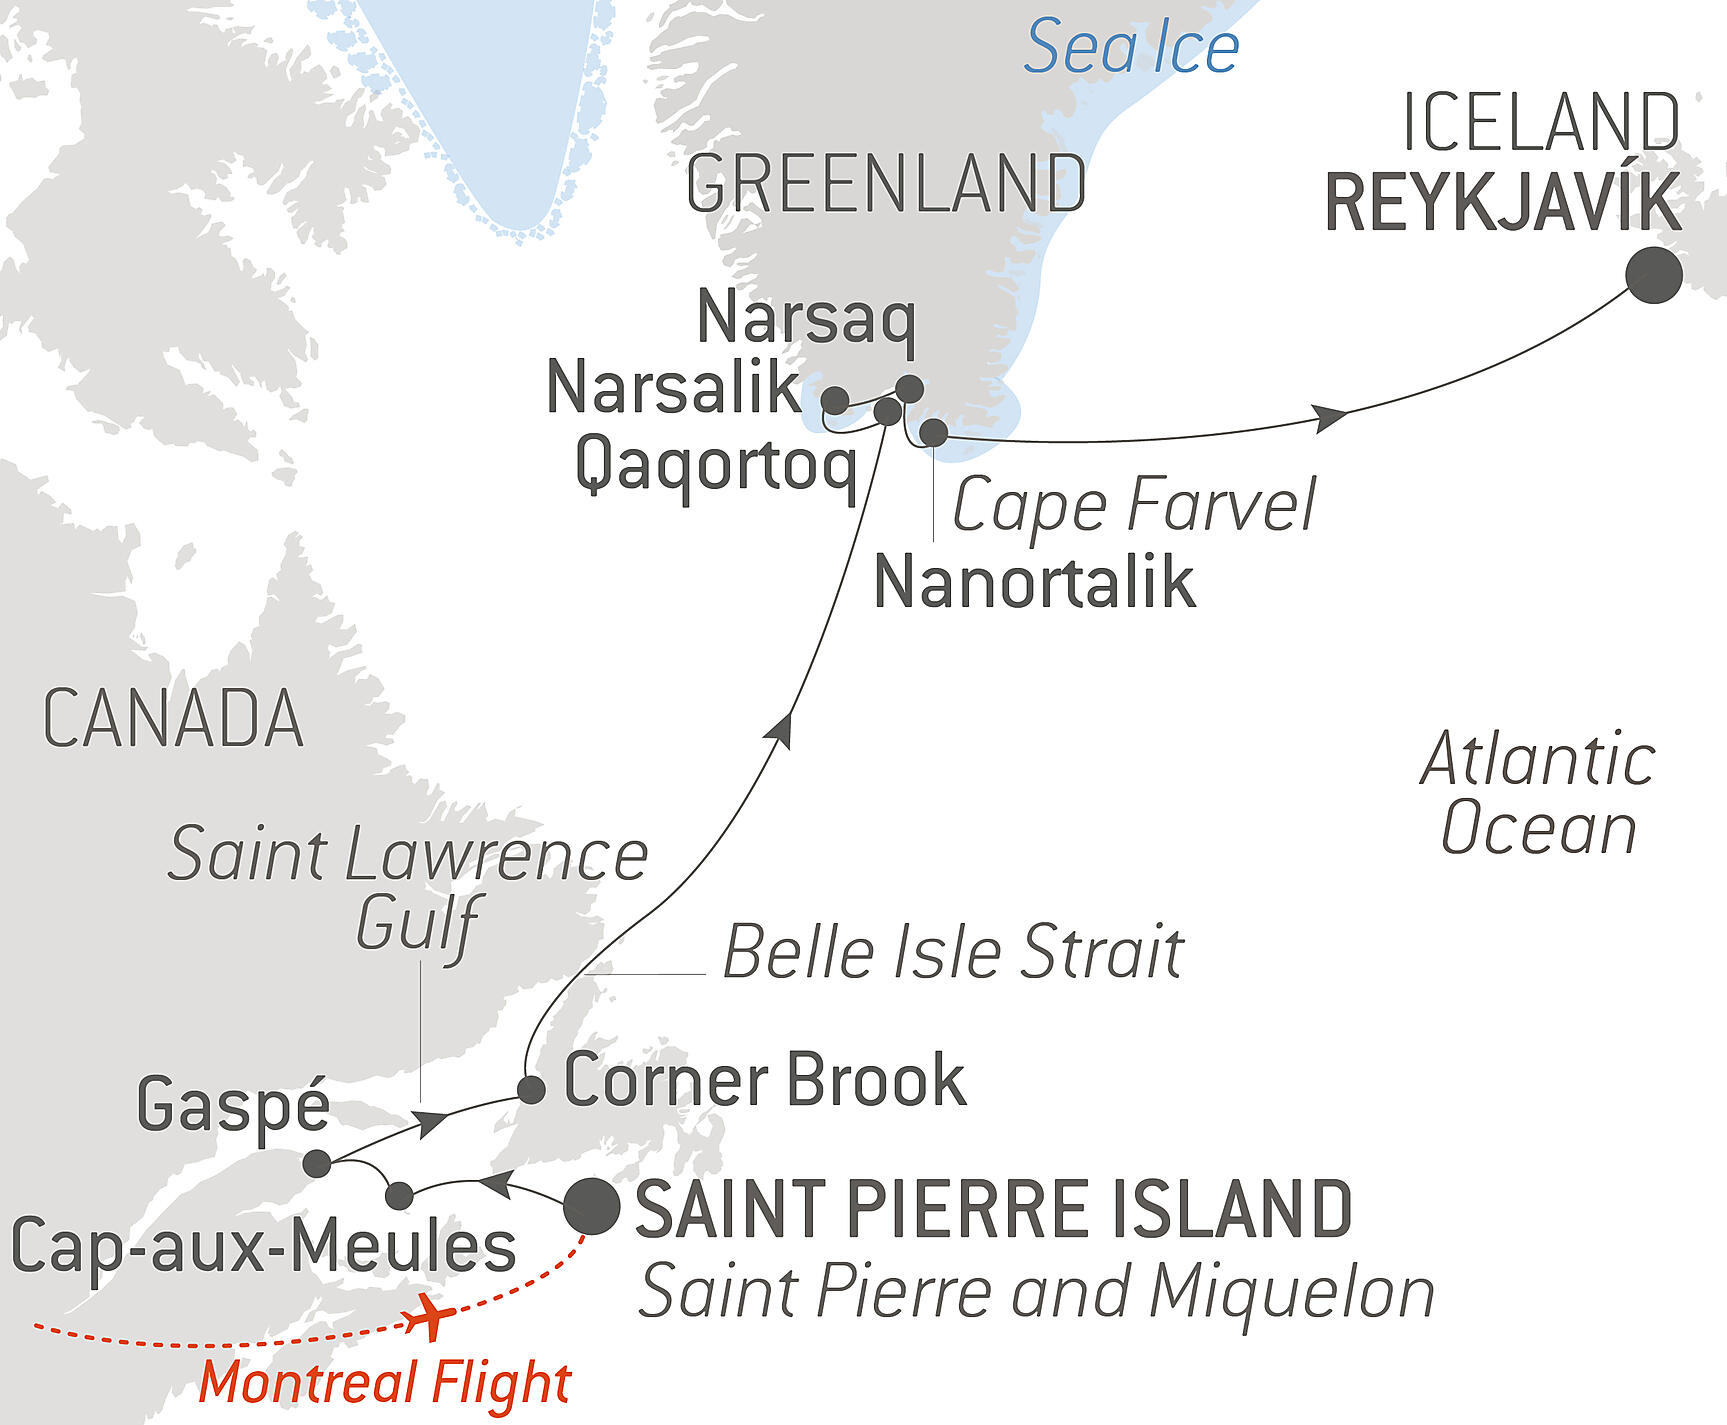 Sea Ice
ICELAND
REYKJAVÍK
GREENLAND
Narsaq
Narsalik
Qaqortoq
Cape Farvel
Nanortalik
CANADA
Atlantic
Ocean
Saint Lawrence
Gulf
Belle Isle Strait
Gaspé
Corner Brook
SAINT PIERRE ISLAND
Saint Pierre and Miquelon
Cap-aux-Meules
Montreal Flight